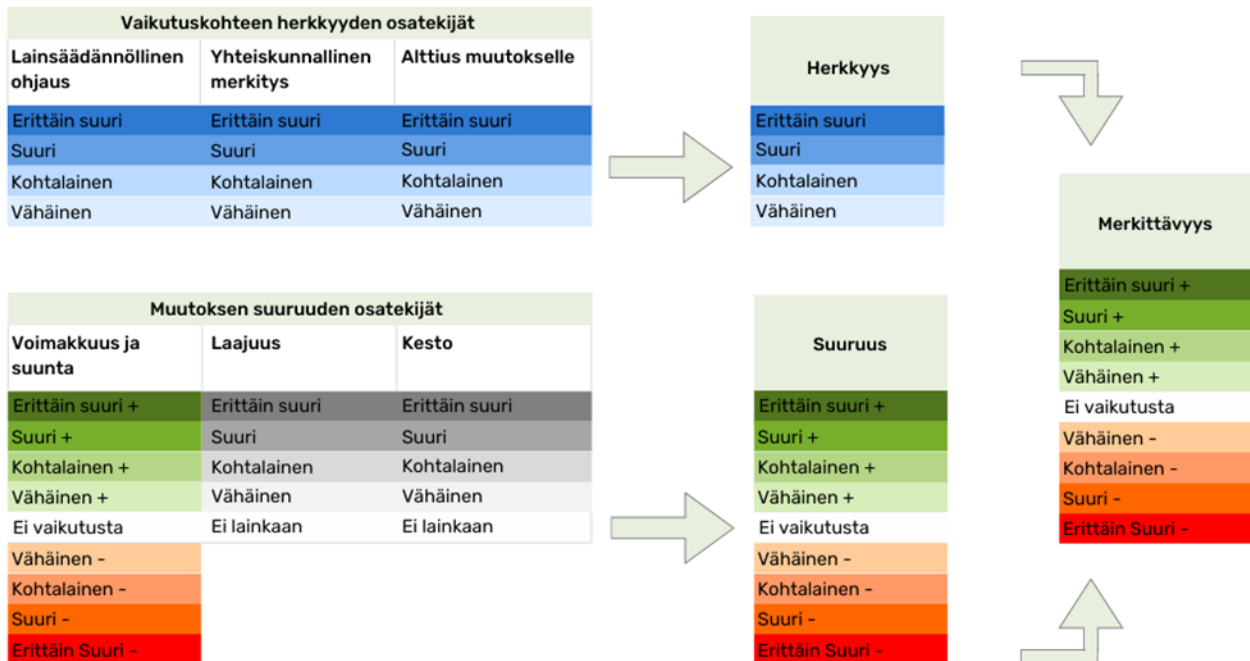 Vaikutuskohteen herkkyyden osatekijät
Lainsäädännöllinen ohjaus
Yhteiskunnallinen merkitys
Alttius muutokselle
Erittäin suuri
Erittäin suuri
Erittäin suuri
Suuri
Suuri
Suuri
Kohtalainen
Kohtalainen
Kohtalainen
Vähäinen
Vähäinen
Vähäinen
Herkkyys
Erittäin suuri
Suuri
Kohtalainen
Vähäinen
Muutoksen suuruuden osatekijät
Voimakkuus ja suunta
Laajuus
Kesto
Erittäin suuri +
Erittäin suuri
Erittäin suuri
Suuri +
Suuri
Suuri
Kohtalainen +
Kohtalainen
Kohtalainen
Vähäinen +
Vähäinen
Vähäinen
Ei vaikutusta
Ei lainkaan
Ei lainkaan
Vähäinen -
Kohtalainen -
Suuri -
Erittäin Suuri -
Suuruus
Erittäin suuri +
Suuri +
Kohtalainen +
Vähäinen +
Ei vaikutusta
Vähäinen -
Kohtalainen -
Suuri -
Erittäin Suuri -
Merkittävyys
Erittäin suuri +
Suuri +
Kohtalainen +
Vähäinen +
Ei vaikutusta
Vähäinen -
Kohtalainen -
Suuri -
Erittäin Suuri -